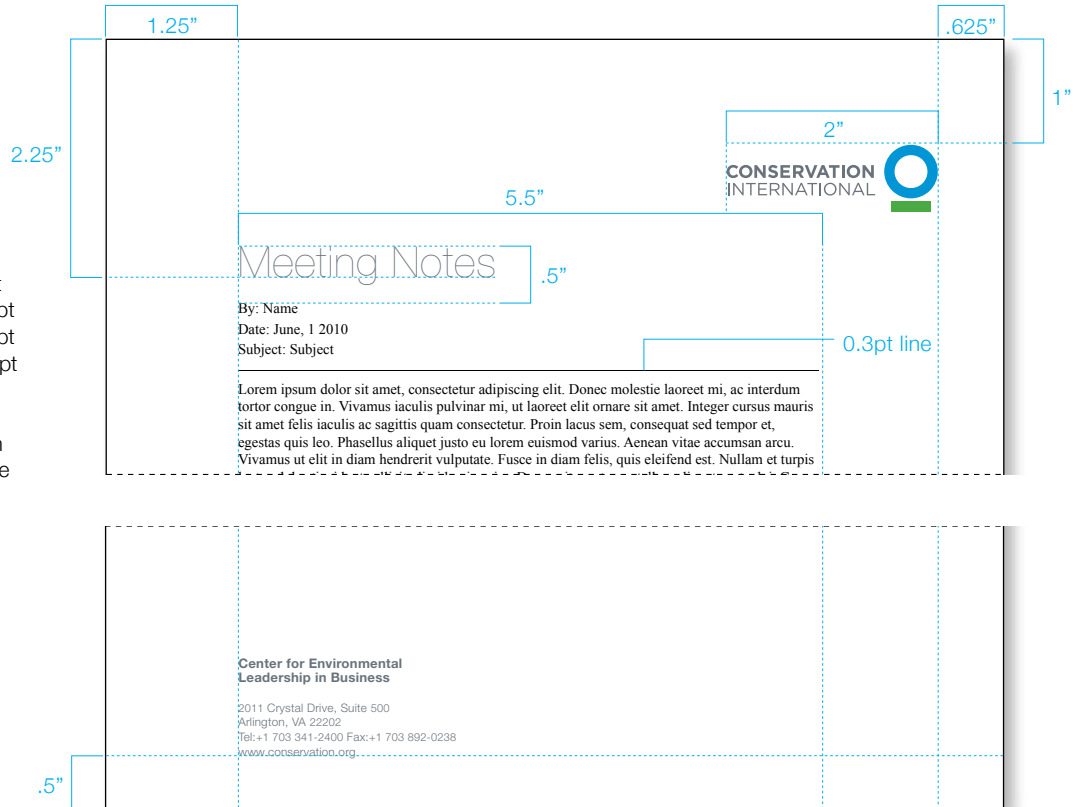 1.25”
.625”
1”
2”
2.25”
CONSERVATION
INTERNATIONAL
5.5”
Meeting Notes
.5”
pt
pt
pt
By: Name
Date: June, 1 2010
Subject: Subject
0.3pt line
Lorem ipsum dolor sit amet, consectetur adipiscing elit. Donec molestie laoreet mi, ac interdum
tortor congue in. Vivamus iaculis pulvinar mi, ut laoreet elit ornare sit amet. Integer cursus mauris
sit amet felis iaculis ac sagittis quam consectetur. Proin lacus sem, consequat sed tempor et,
egestas quis leo. Phasellus aliquet justo eu lorem euismod varius. Aenean vitae accumsan arcu.
Vivamus ut elit in diam hendrerit vulputate. Fusce in diam felis, quis eleifend est. Nullam et turpis
Center for Environmental
Leadership in Business
2011 Crystal Drive, Suite 500
Arlington, VA 22202
Tel:+1 703 341-2400 Fax:+1 703 892-0238
www.conservation.org
.5”